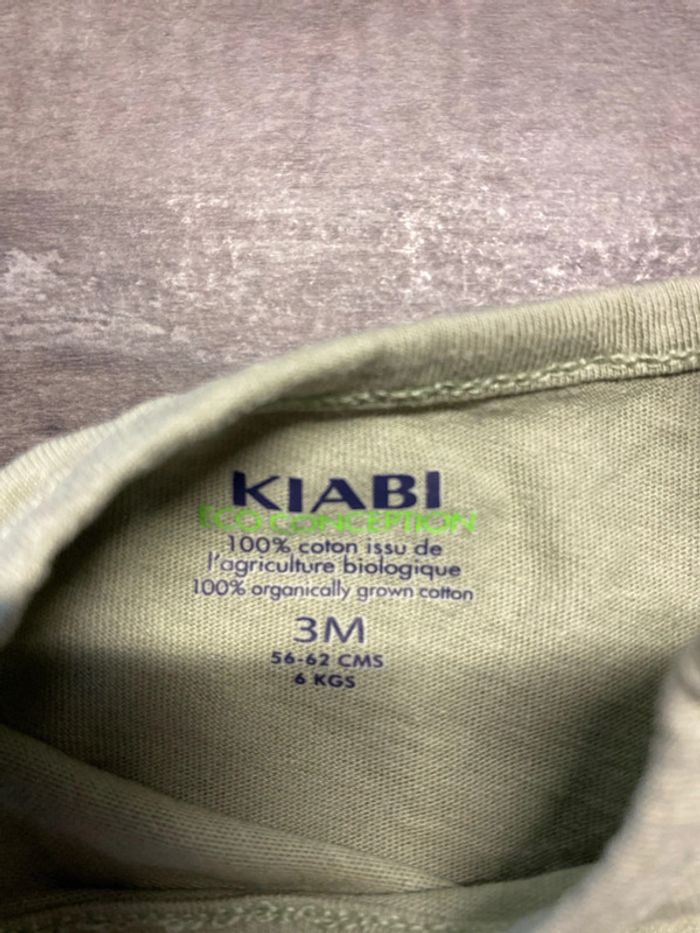 KIABI
ECO CONCEPTION
100% coton issu de
l'agriculture biologique
100% organically grown cotton
3M
56-62 CMS
6 KGS